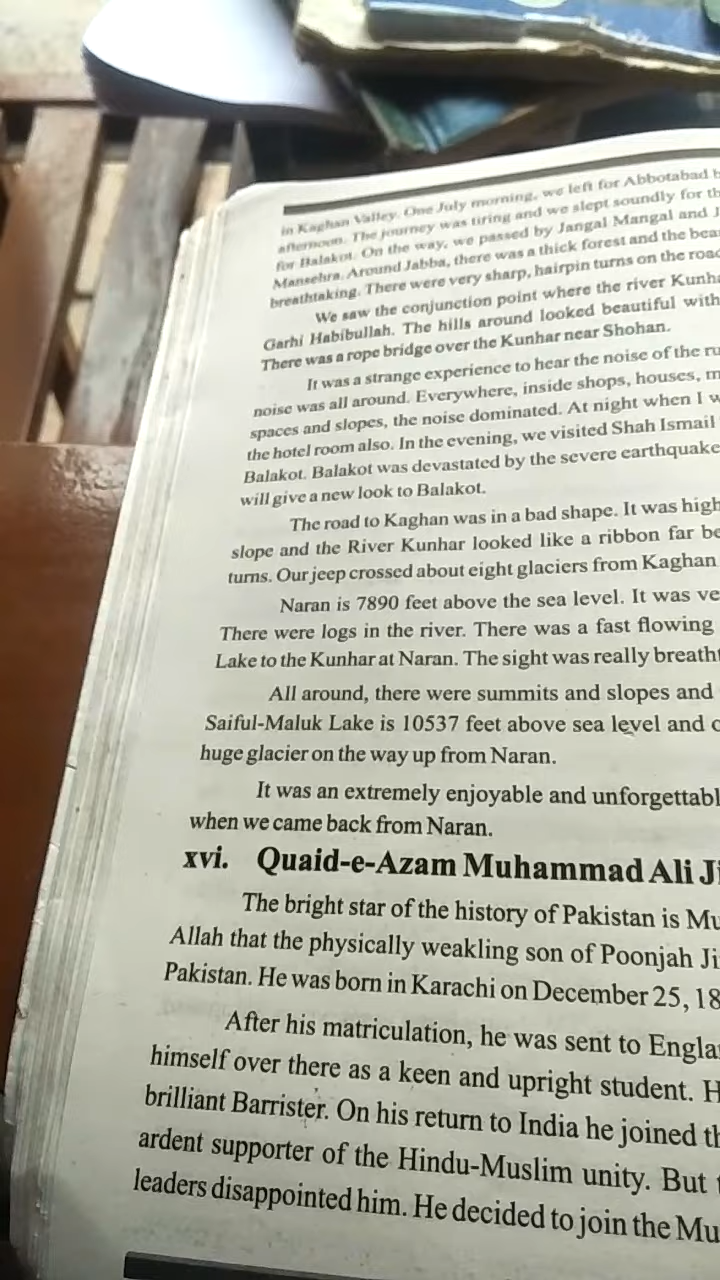 in Kaghan Valley. One July morning, we left for Abbotabad
afternoon. The journey was tiring and we slept soundly for
for Balakot. On the way, we passed by Jangal Mangal and
Mansehra. Around Jabba, there was a thick forest and the
breathtaking. There were very sharp, hairpin turns on the
We saw the conjunction point where the river
Garhi Habibullah. The hills around looked beautiful with
There was a rope bridge over the Kunhar near Shohan.
It was a strange experience to hear the noise of the
noise was all around. Everywhere, inside shops, houses,
spaces and slopes, the noise dominated. At night when I
the hotel room also. In the evening, we visited Shah Ismail
Balakot. Balakot was devastated by the severe earthquake
will give a new look to Balakot.
The road to Kaghan was in a bad shape. It was high
slope and the River Kunhar looked like a ribbon far
turns. Our jeep crossed about eight glaciers from Kaghan
Naran is 7890 feet above the sea level. It was
There were logs in the river. There was a fast flowing
Lake to the Kunhar at Naran. The sight was really
All around, there were summits and slopes and
Saiful-Maluk Lake is 10537 feet above sea level and
huge glacier on the way up from Naran.
It was an extremely enjoyable and
when we came back from Naran.
xvi. Quaid-e-Azam Muhammad Ali
The bright star of the history of Pakistan is
Allah that the physically weakling son of Poonjah
Pakistan. He was born in Karachi on December 25, 18
After his matriculation, he was sent to
himself over there as a keen and upright student.
brilliant Barrister. On his return to India he joined
ardent supporter of the Hindu-Muslim unity. But
leaders disappointed him. He decided to join the